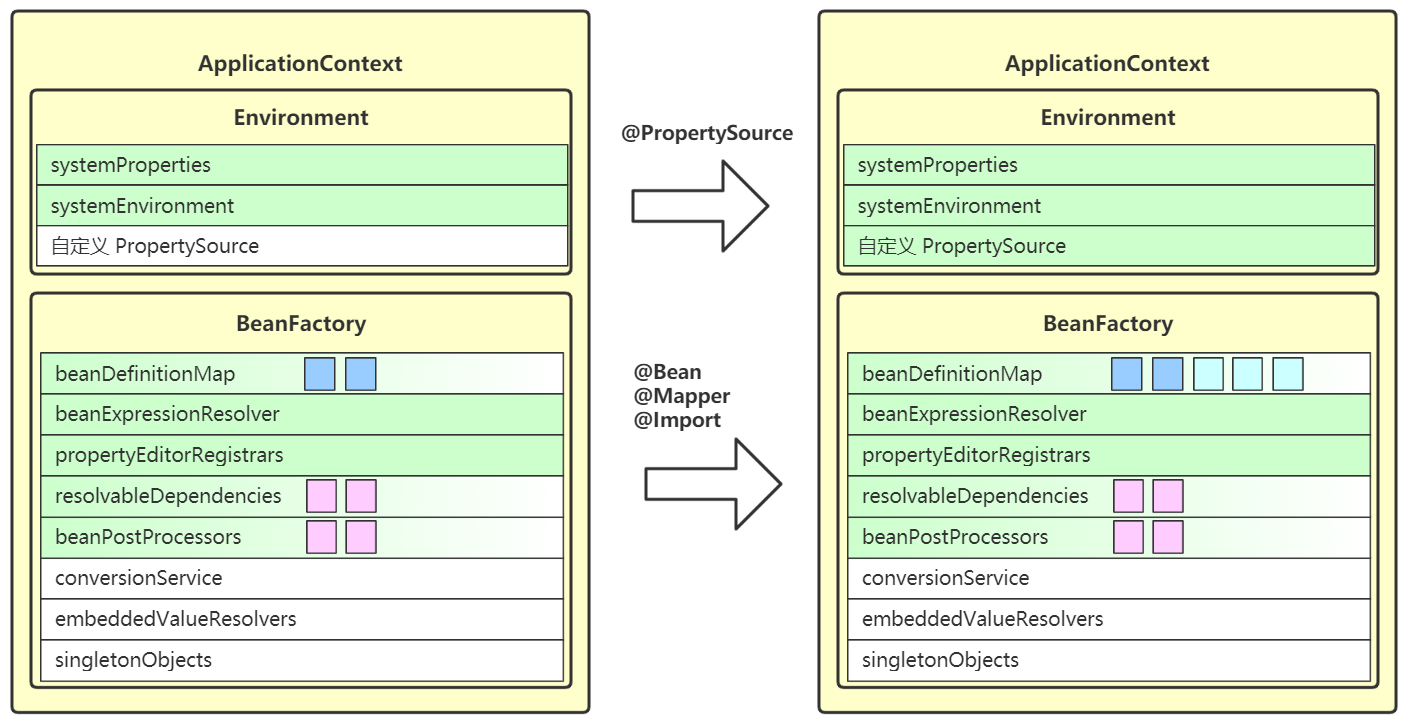 ApplicationContext
Environment
systemProperties
systemEnvironment
自定义 PropertySource
BeanFactory
beanDefinitionMap
beanExpressionResolver
propertyEditorRegistrars
resolvableDependencies
beanPostProcessors
conversionService
embeddedValueResolvers
singletonObjects
@PropertySource
@Bean
@Mapper
@Import
ApplicationContext
Environment
systemProperties
systemEnvironment
自定义 PropertySource
BeanFactory
beanDefinitionMap
beanExpressionResolver
propertyEditorRegistrars
resolvableDependencies
beanPostProcessors
conversionService
embeddedValueResolvers
singletonObjects